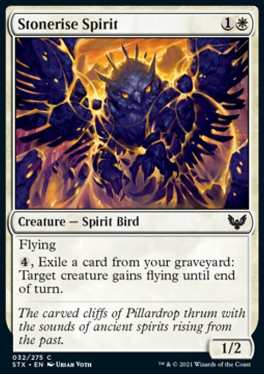 Stonerise Spirit 1
Creature — Spirit Bird
Flying
4, Exile a card from your graveyard:
Target creature gains flying until end
of turn.
The carved cliffs of Pillardrop thrum with
the sounds of ancient spirits rising from
the past.
1/2
032/275 C
STX • EN Uriah Voth
™ & © 2021 Wizards of the Coast